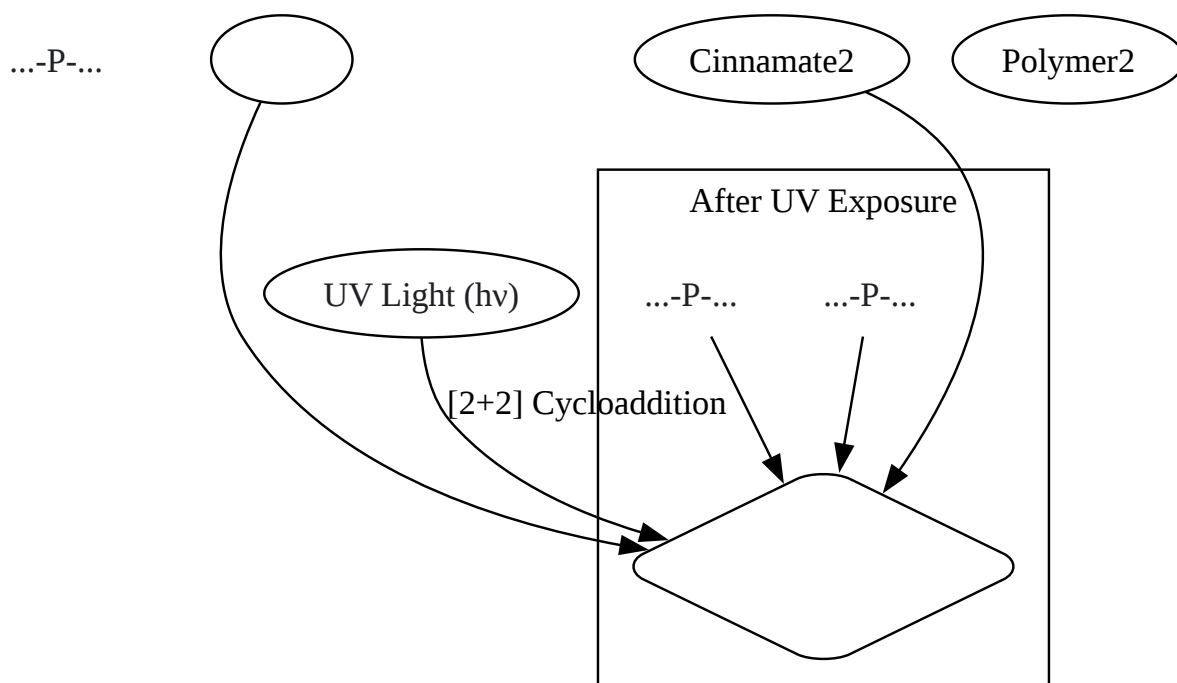 ...-P-...
Cinnamate2
Polymer2
After UV Exposure
UV Light (hν)
...-P-...
...-P-...
[2+2] Cycloaddition